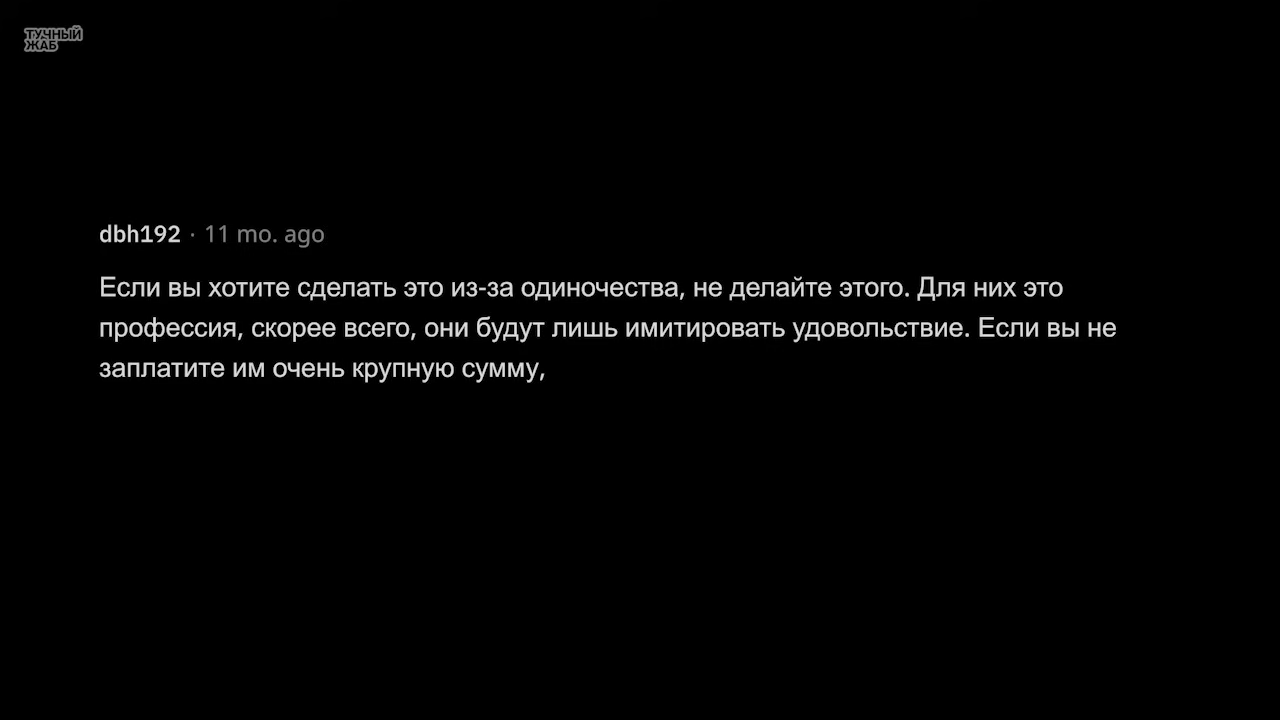 ТУЧНЫЙ
ЖАБ
dbh192 · 11 mo. ago
Если вы хотите сделать это из-за одиночества, не делайте этого. Для них это
профессия, скорее всего, они будут лишь имитировать удовольствие. Если вы не
заплатите им очень крупную сумму,